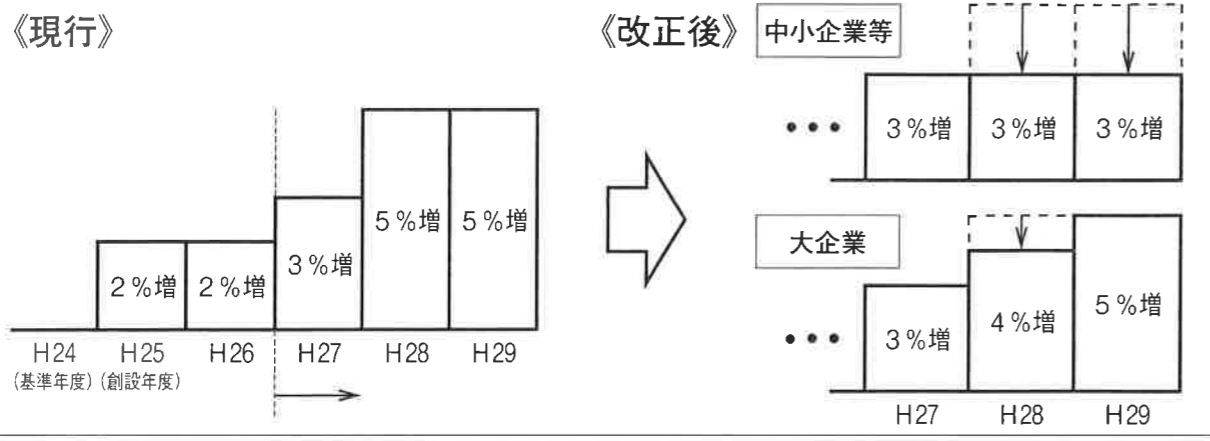 《現行》
2%増
2%増
3%増
5%増
5%増
H24
H25
H26
H27
H28
H29
(基準年度)
(創設年度)
《改正後》
中小企業等
•••
3%増
3%増
3%増
大企業
•••
3%増
4%増
5%増
H27
H28
H29